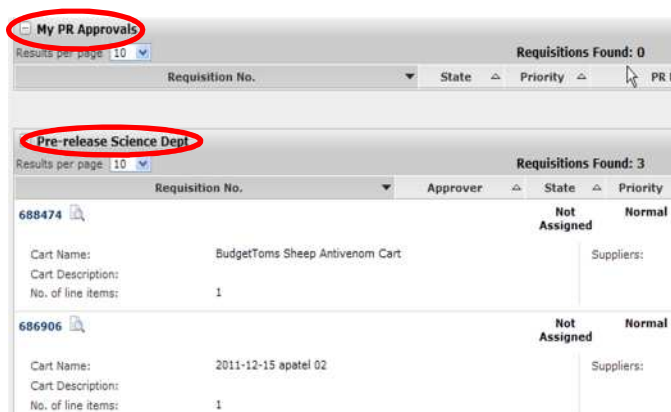 My PR Approvals
Results per page 10 Requisitions Found: 0
Requisition No. State Priority PR
Pre-release Science Dept
Results per page 10 Requisitions Found: 3
Requisition No. Approver State Priority
688474 Not Assigned Normal
Cart Name: BudgetToms Sheep Antivenom Cart Suppliers:
Cart Description:
No. of line items: 1
686906 Not Assigned Normal
Cart Name: 2011-12-15 apatel 02 Suppliers:
Cart Description:
No. of line items: 1